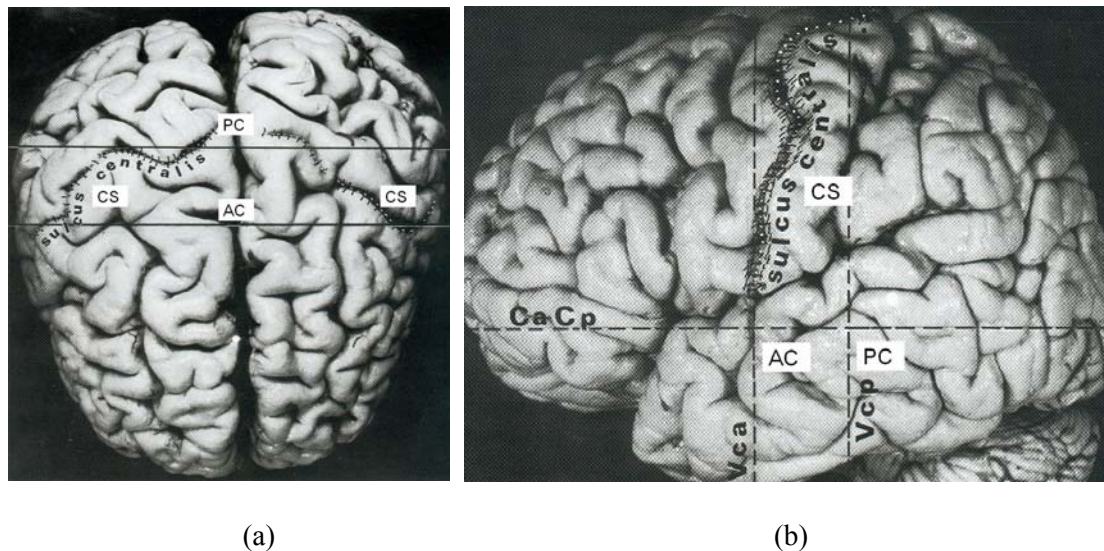 PC
sulcus centralis
CS
CS
AC
sulcus centralis
CS
CaCp
AC
PC
Vca
Vcp
(a)
(b)